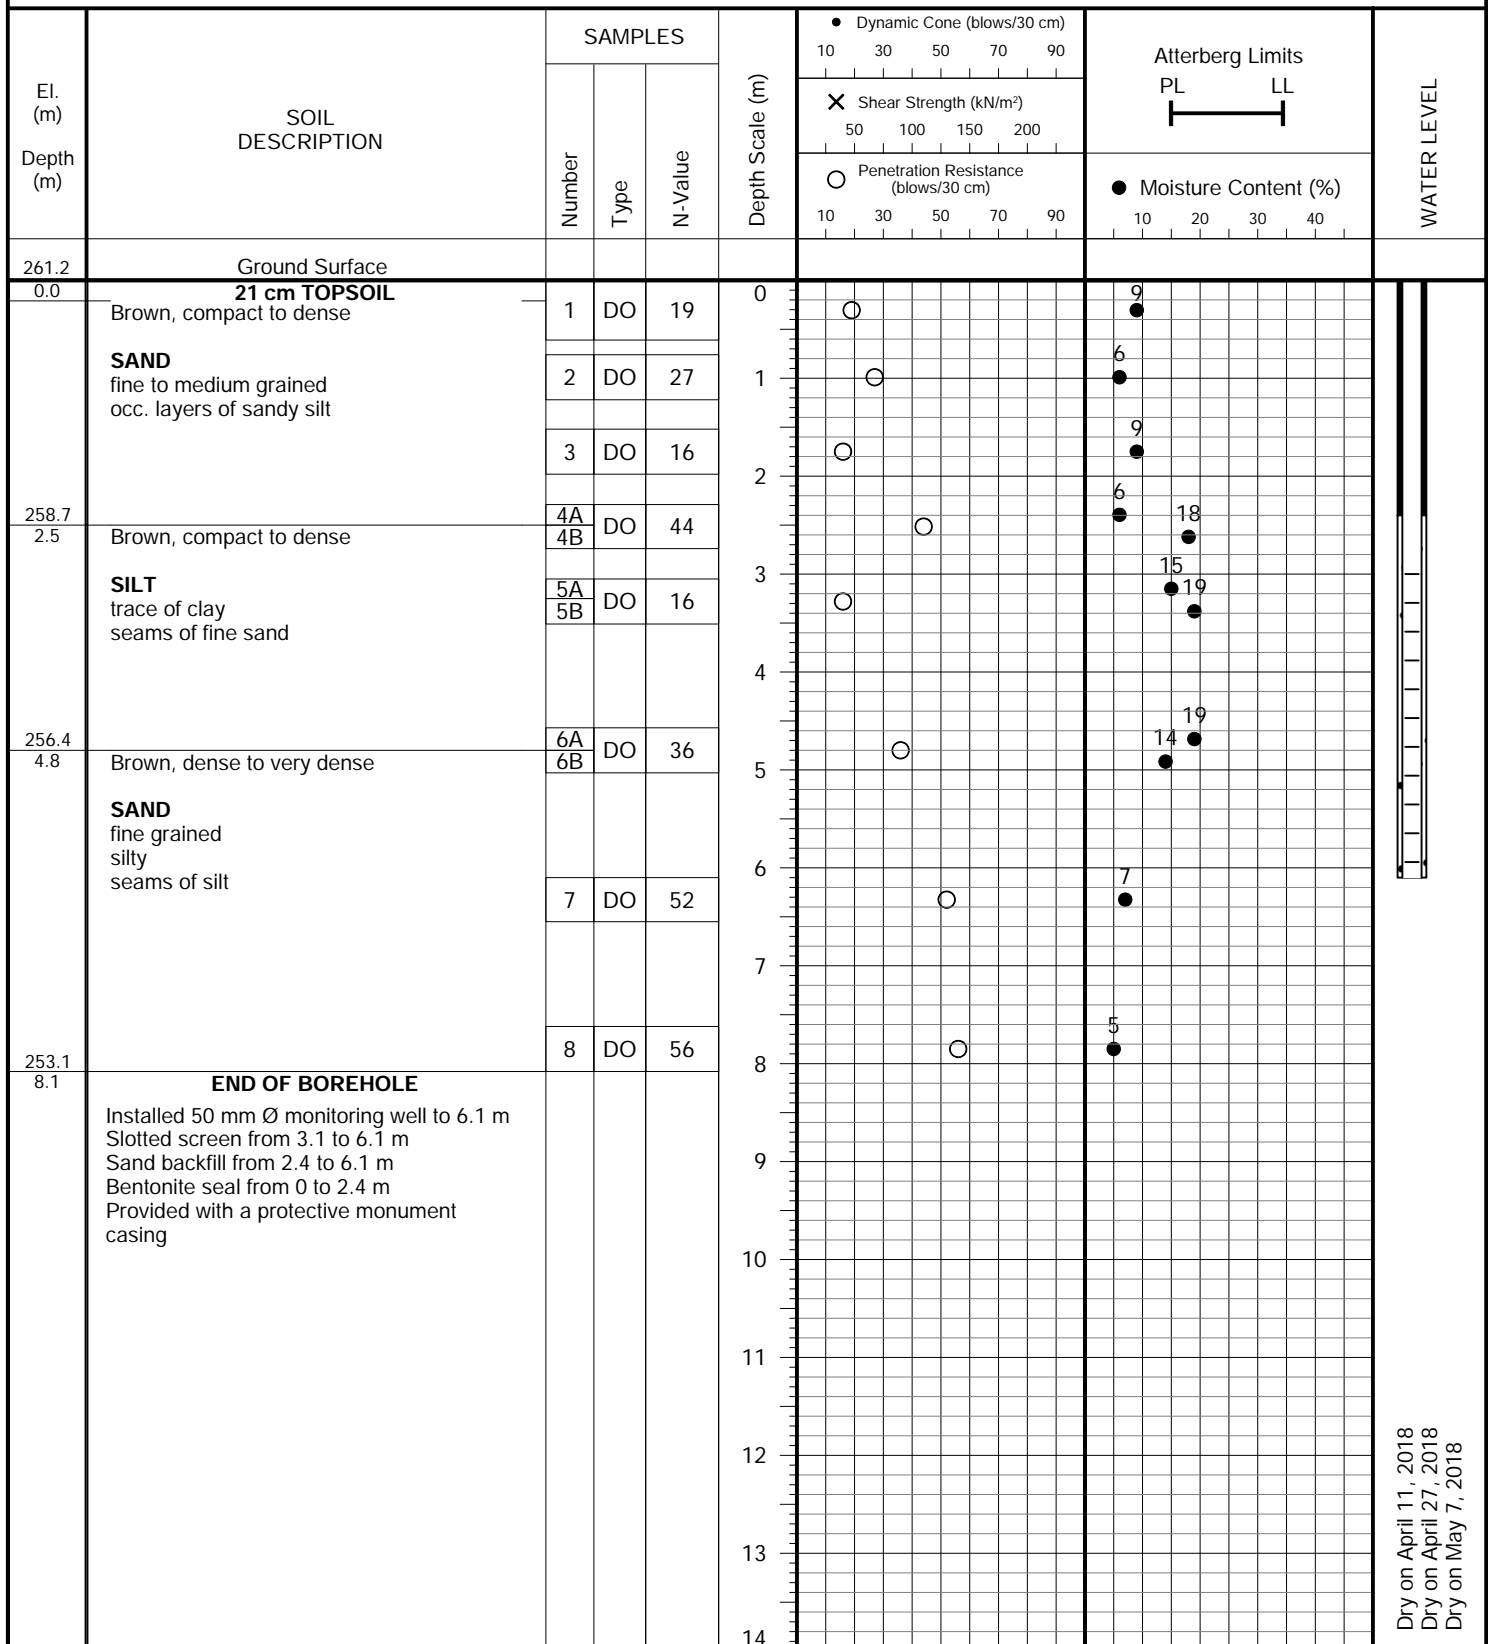 El.
(m)
Depth
(m)
SOIL
DESCRIPTION
SAMPLES
Number
Type
N-Value
Depth Scale (m)
● Dynamic Cone (blows/30 cm)
10 30 50 70 90
✕ Shear Strength (kN/m²)
50 100 150 200
○ Penetration Resistance
(blows/30 cm)
10 30 50 70 90
Atterberg Limits
PL LL
● Moisture Content (%)
10 20 30 40
WATER LEVEL
261.2 Ground Surface
0.0 21 cm TOPSOIL 0
Brown, compact to dense 1 DO 19 9
SAND
fine to medium grained 2 DO 27 1 6
occ. layers of sandy silt
3 DO 16 9
2
6
258.7 4A DO 44 18
2.5 Brown, compact to dense 4B
3 15
SILT 5A DO 16 19
trace of clay 5B
seams of fine sand
4
19
256.4 6A DO 36 14
4.8 Brown, dense to very dense 6B
5
SAND
fine grained
silty 6
seams of silt
7 DO 52 7
7
5
8 DO 56
253.1 8
8.1 END OF BOREHOLE
Installed 50 mm Ø monitoring well to 6.1 m
Slotted screen from 3.1 to 6.1 m
Sand backfill from 2.4 to 6.1 m 9
Bentonite seal from 0 to 2.4 m
Provided with a protective monument
casing
10
11
12
13
14
Dry on April 11, 2018
Dry on April 27, 2018
Dry on May 7, 2018